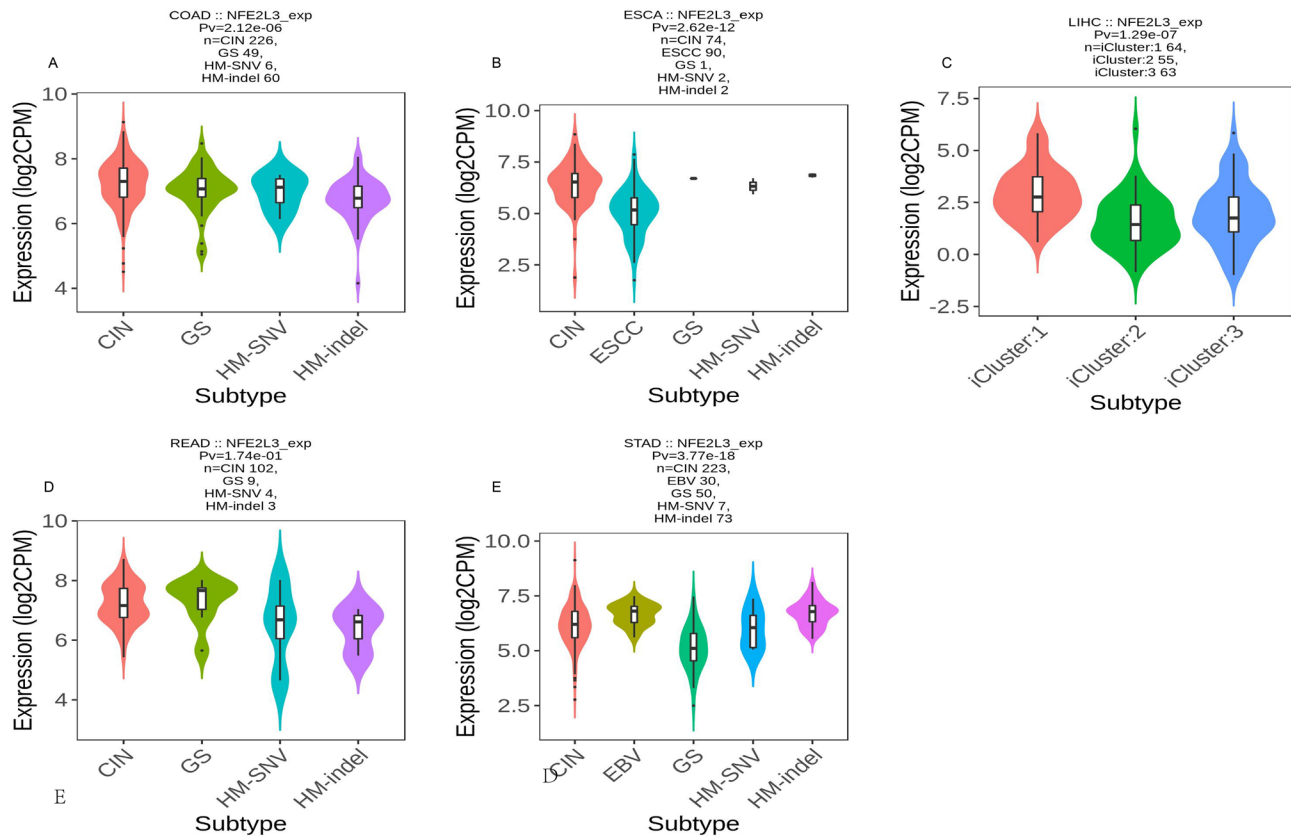 COAD :: NFE2L3_exp
Pv=2.12e-06
n=CIN 226,
GS 49,
HM-SNV 6,
HM-indel 60
A
10
8
6
4
Expression (log2CPM)
CIN
GS
HM-SNV
HM-indel
Subtype
ESCA :: NFE2L3_exp
Pv=2.62e-12
n=CIN 74,
ESCC 90,
GS 1,
HM-SNV 2,
HM-indel 2
B
10.0
7.5
5.0
2.5
Expression (log2CPM)
CIN
ESCC
GS
HM-SNV
HM-indel
Subtype
LIHC :: NFE2L3_exp
Pv=1.29e-07
n=iCluster:1 64,
iCluster:2 55,
iCluster:3 63
C
7.5
5.0
2.5
0.0
-2.5
Expression (log2CPM)
iCluster:1
iCluster:2
iCluster:3
Subtype
READ :: NFE2L3_exp
Pv=1.74e-01
n=CIN 102,
GS 9,
HM-SNV 4,
HM-indel 3
D
10
8
6
4
Expression (log2CPM)
CIN
GS
HM-SNV
HM-indel
Subtype
E
STAD :: NFE2L3_exp
Pv=3.77e-18
n=CIN 223,
EBV 30,
GS 50,
HM-SNV 7,
HM-indel 73
E
10.0
7.5
5.0
2.5
Expression (log2CPM)
CIN
EBV
GS
HM-SNV
HM-indel
D
Subtype